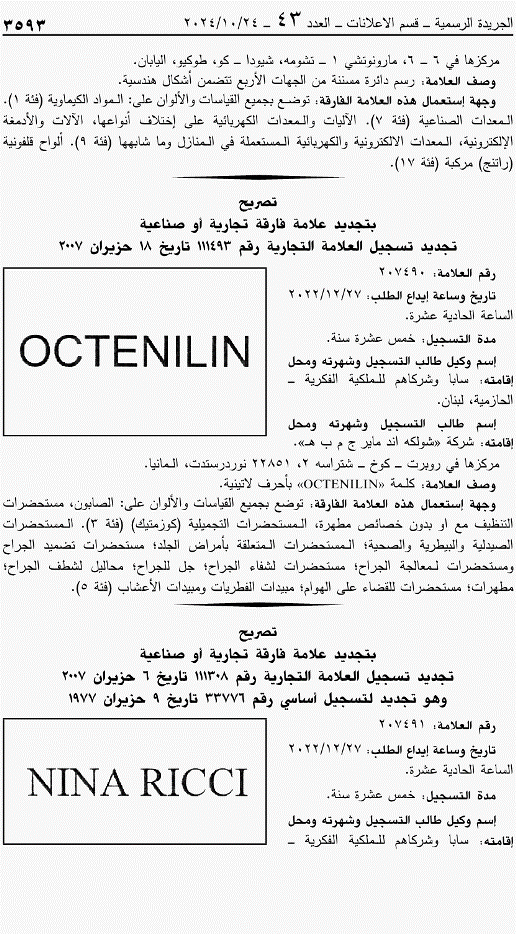 الجريدة الرسمية ـ قسم الاعلانات ـ العدد ٤٣ ـ ٢٠٢٤/١٠/٢٤ ٣٥٩٣
مركزها في ٦ ـ ٦، مارونوتشي ١ ـ تشومه، شيودا ـ كو، طوكيو، اليابان.
وصف العلامة: رسم دائرة مسننة من الجهات الأربع تتضمن أشكال هندسية.
وجهة إستعمال هذه العلامة الفارقة: توضع بجميع القياسات والألوان على: المواد الكيماوية (فئة ١).
المعدات الصناعية (فئة ٧). الآليات والمعدات الكهربائية على إختلاف أنواعها، الآلات والأدمغة
الإلكترونية، المعدات الالكترونية والكهربائية المستعملة في المنازل وما شابهها (فئة ٩). ألواح قلفونية
(راتنج) مركبة (فئة ١٧).
تصريح
بتجديد علامة فارقة تجارية أو صناعية
تجديد تسجيل العلامة التجارية رقم ١١١٤٩٣ تاريخ ١٨ حزيران ٢٠٠٧
رقم العلامة: ٢٠٧٤٩٠
تاريخ وساعة إيداع الطلب: ٢٠٢٢/١٢/٢٧
الساعة الحادية عشرة.
مدة التسجيل: خمس عشرة سنة.
إسم وكيل طالب التسجيل وشهرته ومحل
إقامته: سابا وشركاهم للملكية الفكرية ـ
الحازمية، لبنان.
إسم طالب التسجيل وشهرته ومحل
إقامته: شركة «شولكه اند ماير ج م ب هـ».
OCTENILIN
مركزها في روبرت ـ كوخ ـ شتراسه ٢، ٢٢٨٥١ نوردرستدت، المانيا.
وصف العلامة: كلمة «OCTENILIN» بأحرف لاتينية.
وجهة إستعمال هذه العلامة الفارقة: توضع بجميع القياسات والألوان على: الصابون، مستحضرات
التنظيف مع او بدون خصائص مطهرة، المستحضرات التجميلية (كوزمتيك) (فئة ٣). المستحضرات
الصيدلية والبيطرية والصحية؛ المستحضرات المتعلقة بأمراض الجلد؛ مستحضرات تضميد الجراح
ومستحضرات لمعالجة الجراح؛ مستحضرات لشفاء الجراح؛ جل للجراح؛ محاليل لشطف الجراح؛
مطهرات؛ مستحضرات للقضاء على الهوام؛ مبيدات الفطريات ومبيدات الأعشاب (فئة ٥).
تصريح
بتجديد علامة فارقة تجارية أو صناعية
تجديد تسجيل العلامة التجارية رقم ١١١٣٠٨ تاريخ ٦ حزيران ٢٠٠٧
وهو تجديد لتسجيل أساسي رقم ٣٣٧٧٦ تاريخ ٩ حزيران ١٩٧٧
رقم العلامة: ٢٠٧٤٩١
تاريخ وساعة إيداع الطلب: ٢٠٢٢/١٢/٢٧
الساعة الحادية عشرة.
مدة التسجيل: خمس عشرة سنة.
إسم وكيل طالب التسجيل وشهرته ومحل
إقامته: سابا وشركاهم للملكية الفكرية ـ
NINA RICCI